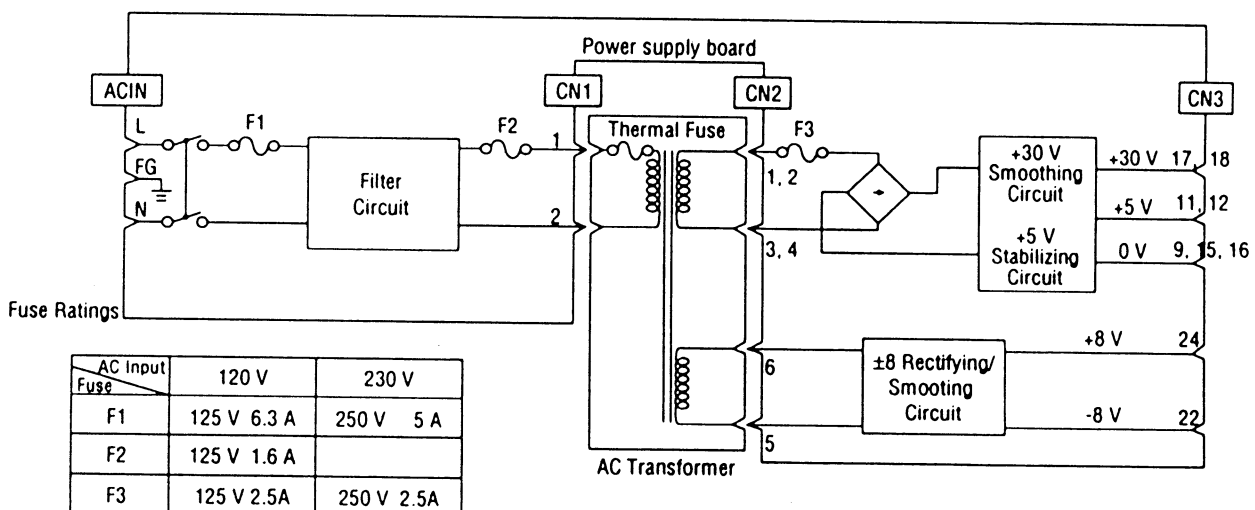 Power supply board
ACIN
CN1
CN2
CN3
L
F1
F2
1
Thermal Fuse
F3
FG
N
Filter
Circuit
2
1, 2
3, 4
+30 V
Smoothing
Circuit
+5 V
Stabilizing
Circuit
+30 V 17, 18
+5 V 11, 12
0 V 9, 15, 16
6
5
±8 Rectifying/
Smooting
Circuit
+8 V 24
-8 V 22
AC Transformer
Fuse Ratings
AC Input
Fuse
120 V 230 V
F1 125 V 6.3 A 250 V 5 A
F2 125 V 1.6 A
F3 125 V 2.5A 250 V 2.5A